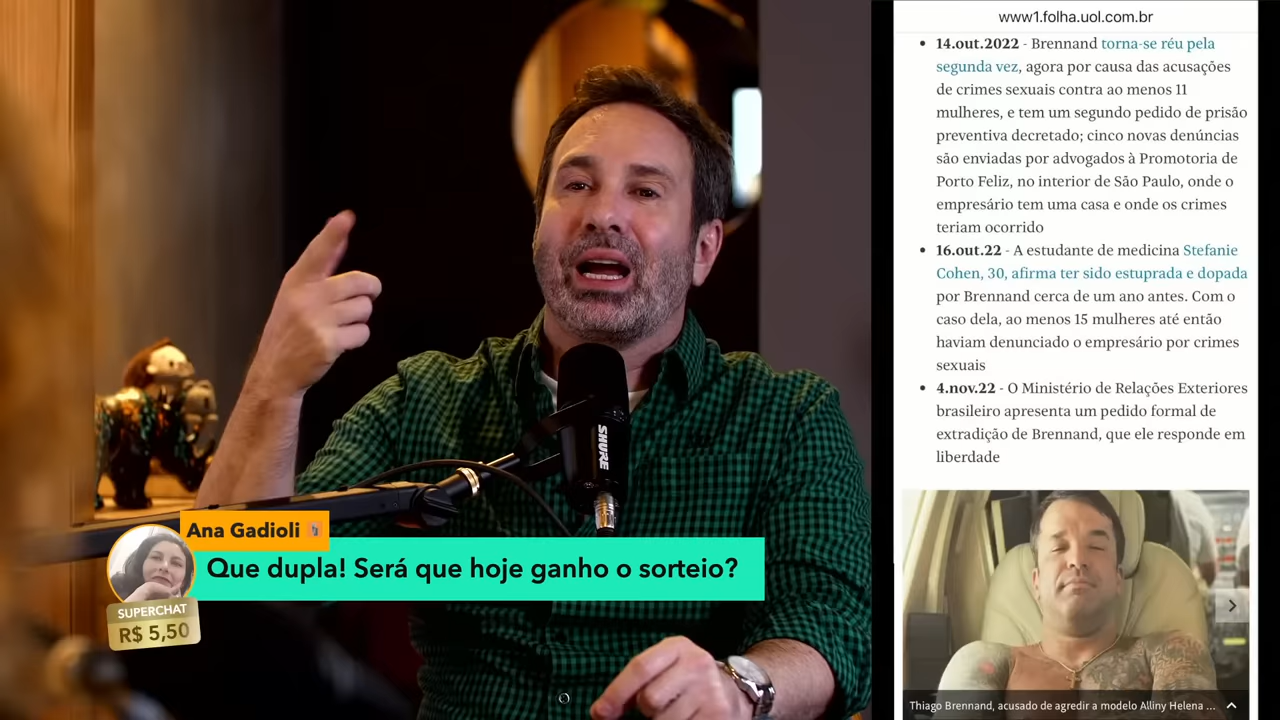 www1.folha.uol.com.br
14.out.2022 - Brennand torna-se réu pela
segunda vez, agora por causa das acusações
de crimes sexuais contra ao menos 11
mulheres, e tem um segundo pedido de prisão
preventiva decretado; cinco novas denúncias
são enviadas por advogados à Promotoria de
Porto Feliz, no interior de São Paulo, onde o
empresário tem uma casa e onde os crimes
teriam ocorrido
16.out.22 - A estudante de medicina Stefanie
Cohen, 30, afirma ter sido estuprada e dopada
por Brennand cerca de um ano antes. Com o
caso dela, ao menos 15 mulheres até então
haviam denunciado o empresário por crimes
sexuais
4.nov.22 - O Ministério de Relações Exteriores
brasileiro apresenta um pedido formal de
extradição de Brennand, que ele responde em
liberdade
Thiago Brennand, acusado de agredir a modelo Alliny Helena ...
SHURE
Ana Gadioli
Que dupla! Será que hoje ganho o sorteio?
SUPERCHAT
R$ 5,50